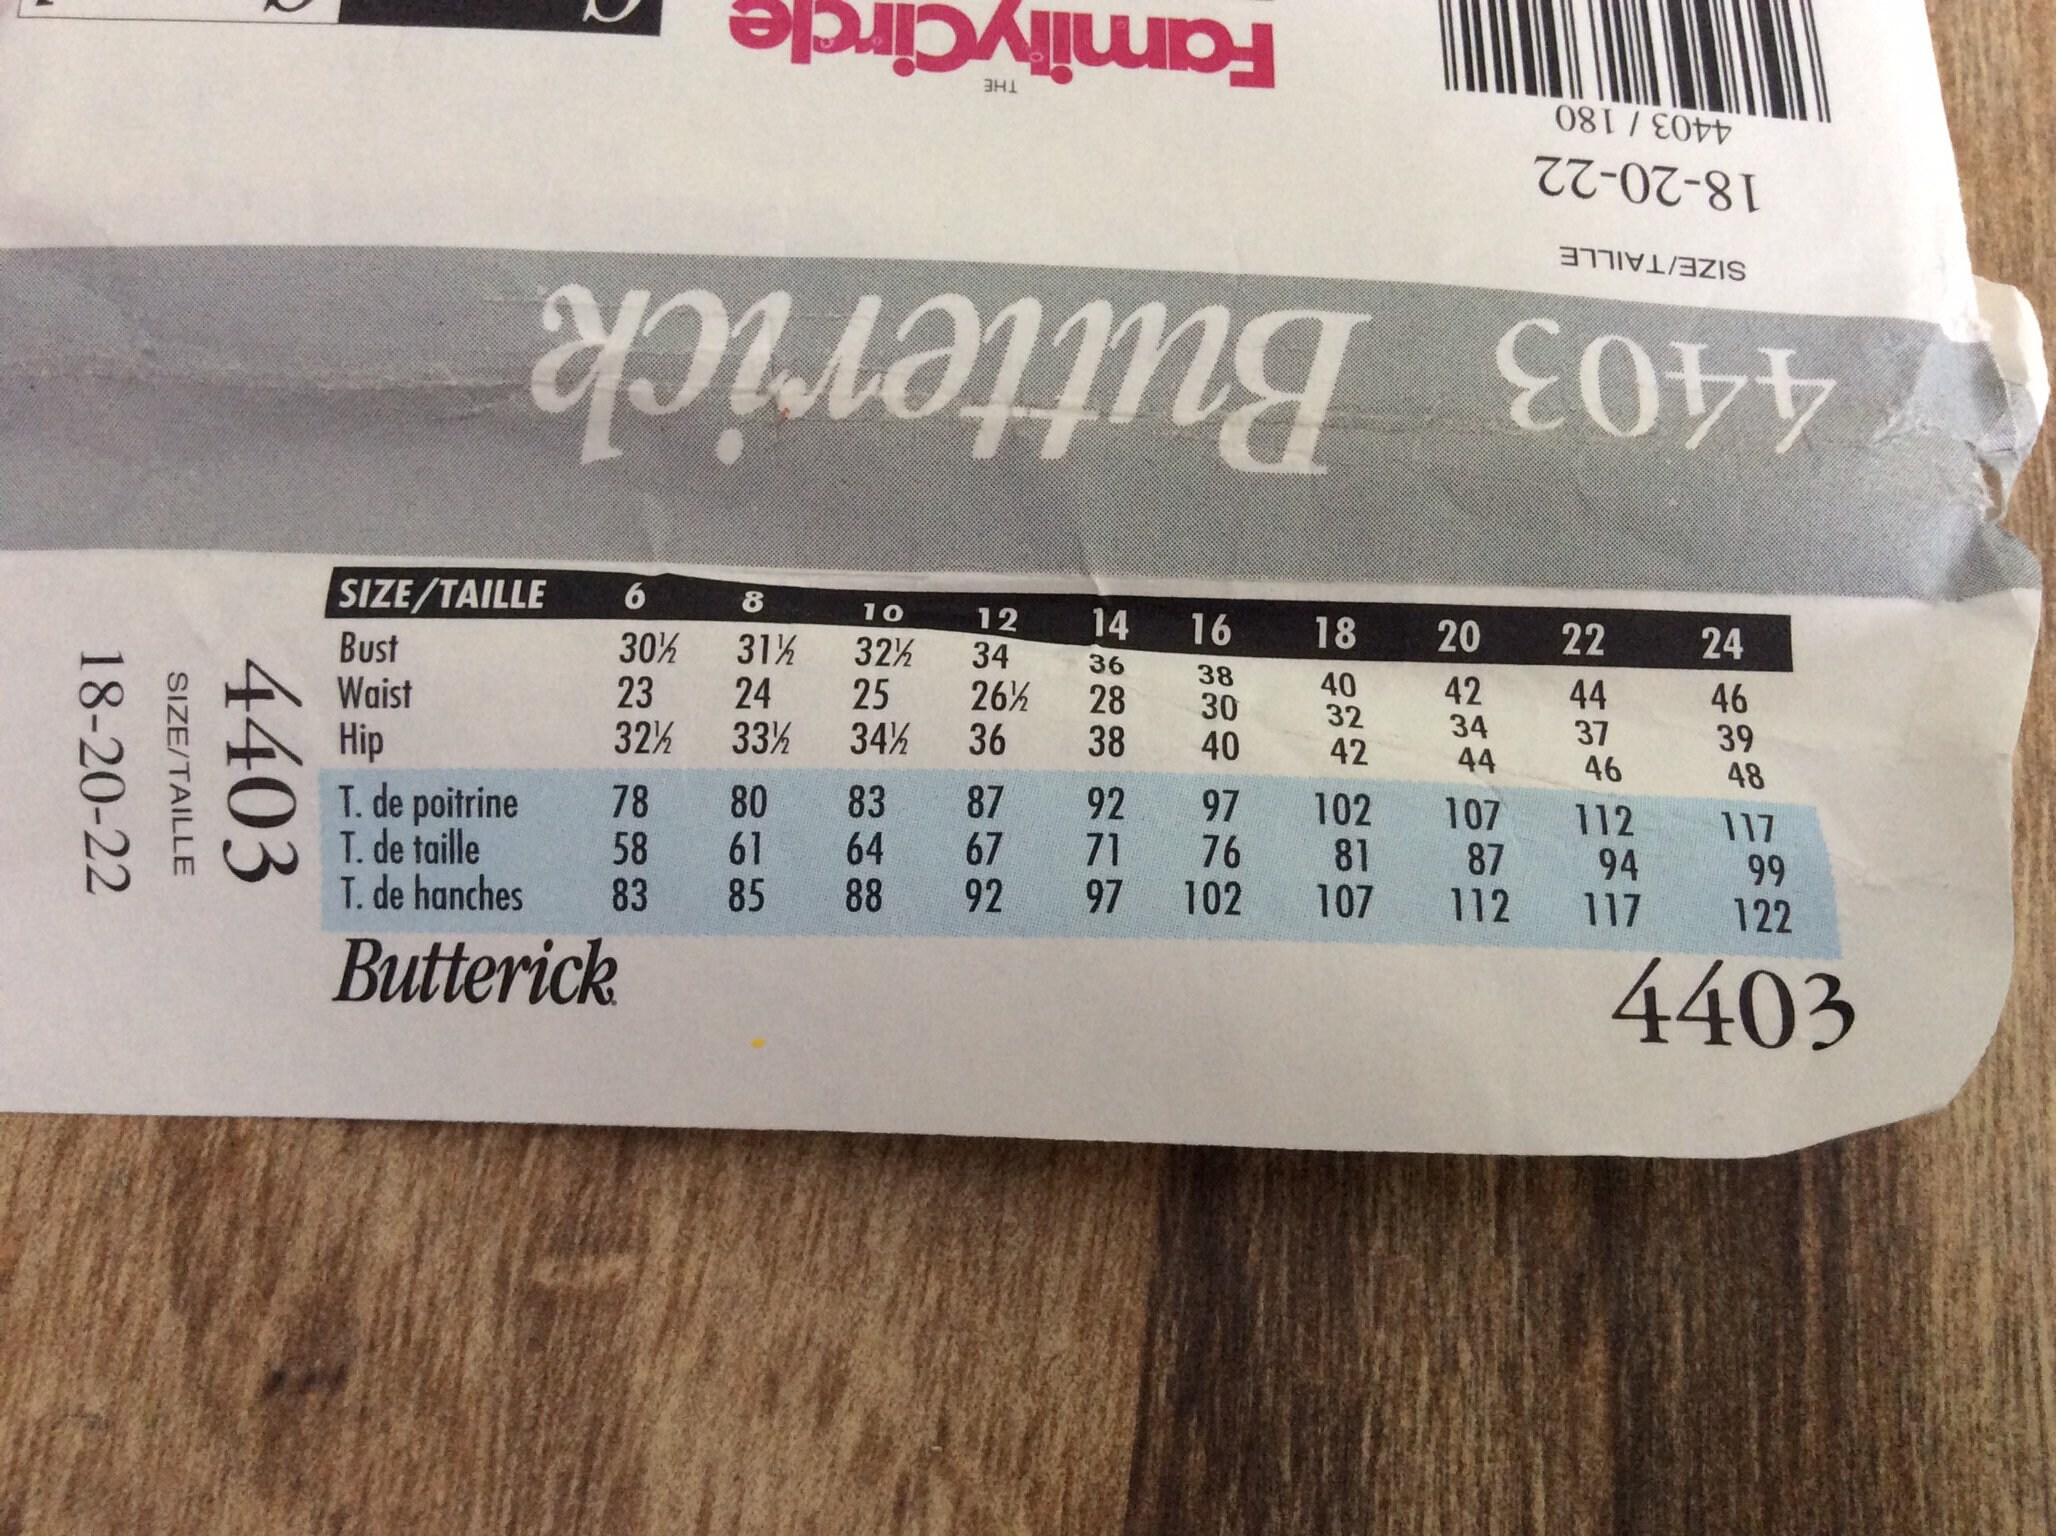 THE
FamilyCircle
4403 / 180
18-20-22
SIZE/TAILLE
Butterick 4403
SIZE/TAILLE 6 8 10 12 14 16 18 20 22 24
Bust 30½ 31½ 32½ 34 36 38 40 42 44 46
Waist 23 24 25 26½ 28 30 32 34 37 39
Hip 32½ 33½ 34½ 36 38 40 42 44 46 48
T. de poitrine 78 80 83 87 92 97 102 107 112 117
T. de taille 58 61 64 67 71 76 81 87 94 99
T. de hanches 83 85 88 92 97 102 107 112 117 122
Butterick 4403
4403
SIZE/TAILLE
18-20-22